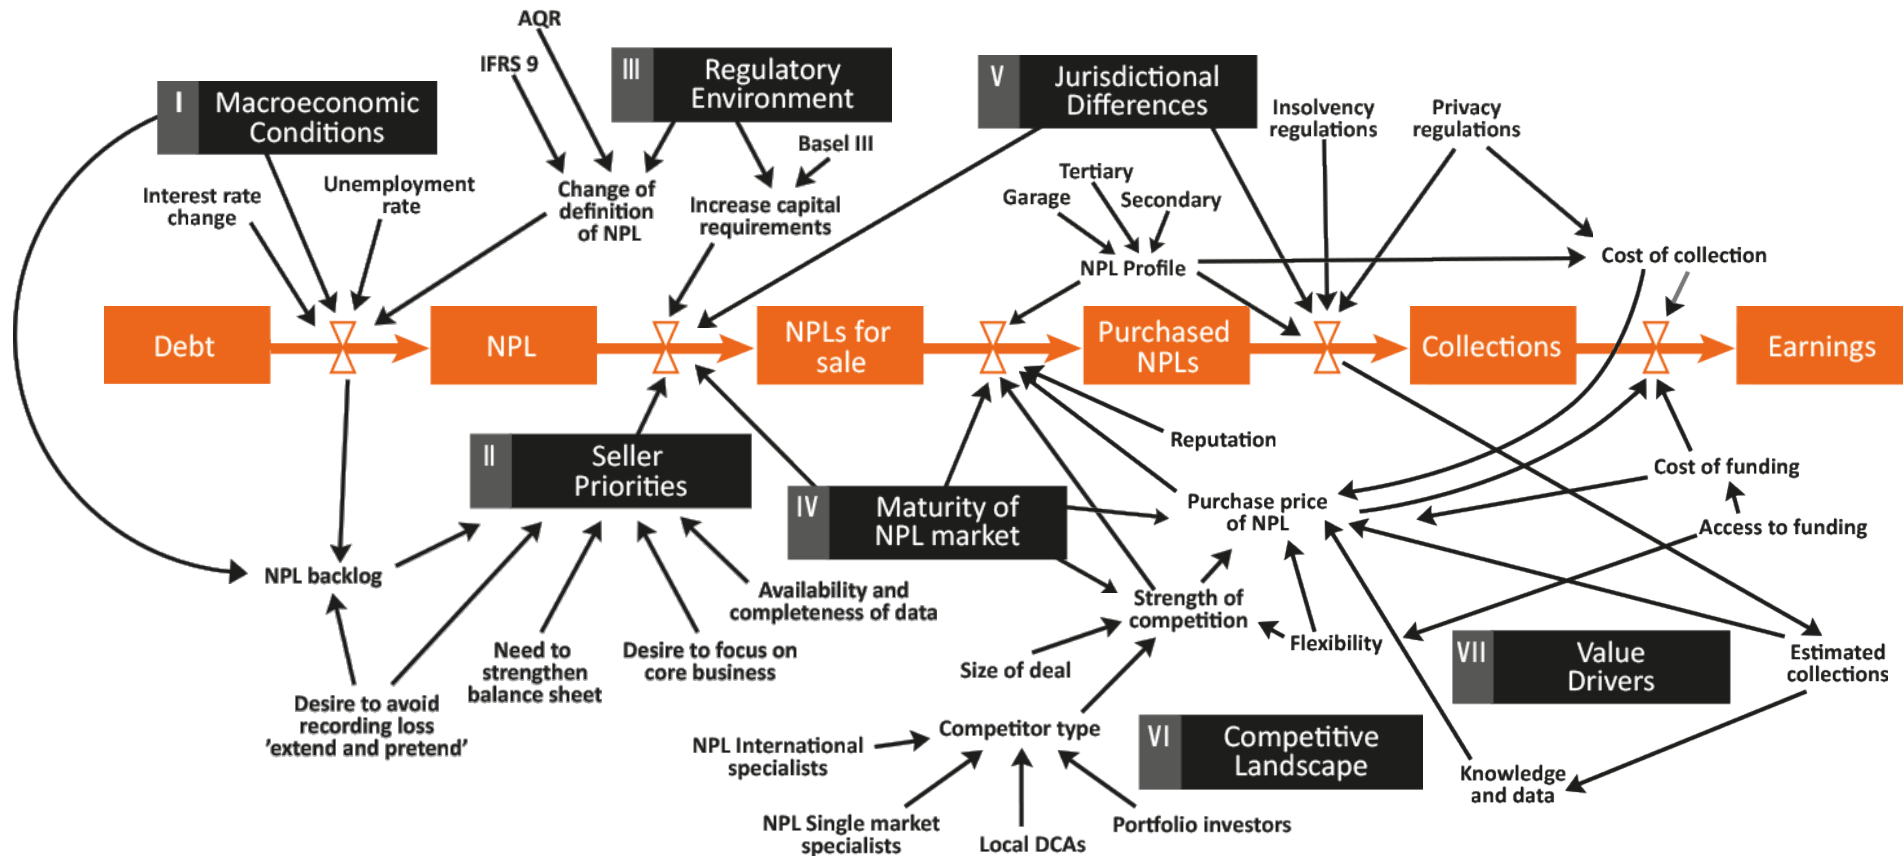 AQR
IFRS 9
I
Macroeconomic
Conditions
III
Regulatory
Environment
V
Jurisdictional
Differences
Insolvency
regulations
Privacy
regulations
Basel III
Interest rate
change
Unemployment
rate
Change of
definition
of NPL
Increase capital
requirements
Tertiary
Garage
Secondary
NPL Profile
Cost of collection
Debt
NPL
NPLs for
sale
Purchased
NPLs
Collections
Earnings
II
Seller
Priorities
Reputation
Cost of funding
IV
Maturity of
NPL market
Purchase price
of NPL
Access to funding
NPL backlog
Availability and
completeness of data
Strength of
competition
Flexibility
Need to
strengthen
balance sheet
Desire to focus on
core business
Size of deal
VII
Value
Drivers
Estimated
collections
Desire to avoid
recording loss
'extend and pretend'
NPL International
specialists
Competitor type
VI
Competitive
Landscape
Knowledge
and data
NPL Single market
specialists
Local DCAs
Portfolio investors